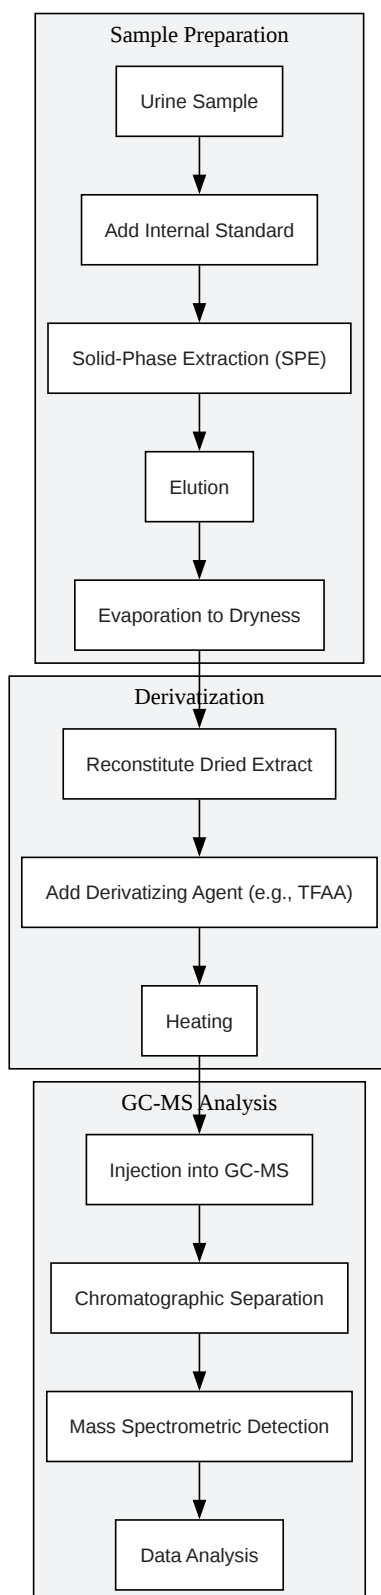 Sample Preparation
Urine Sample
Add Internal Standard
Solid-Phase Extraction (SPE)
Elution
Evaporation to Dryness
Derivatization
Reconstitute Dried Extract
Add Derivatizing Agent (e.g., TFAA)
Heating
GC-MS Analysis
Injection into GC-MS
Chromatographic Separation
Mass Spectrometric Detection
Data Analysis